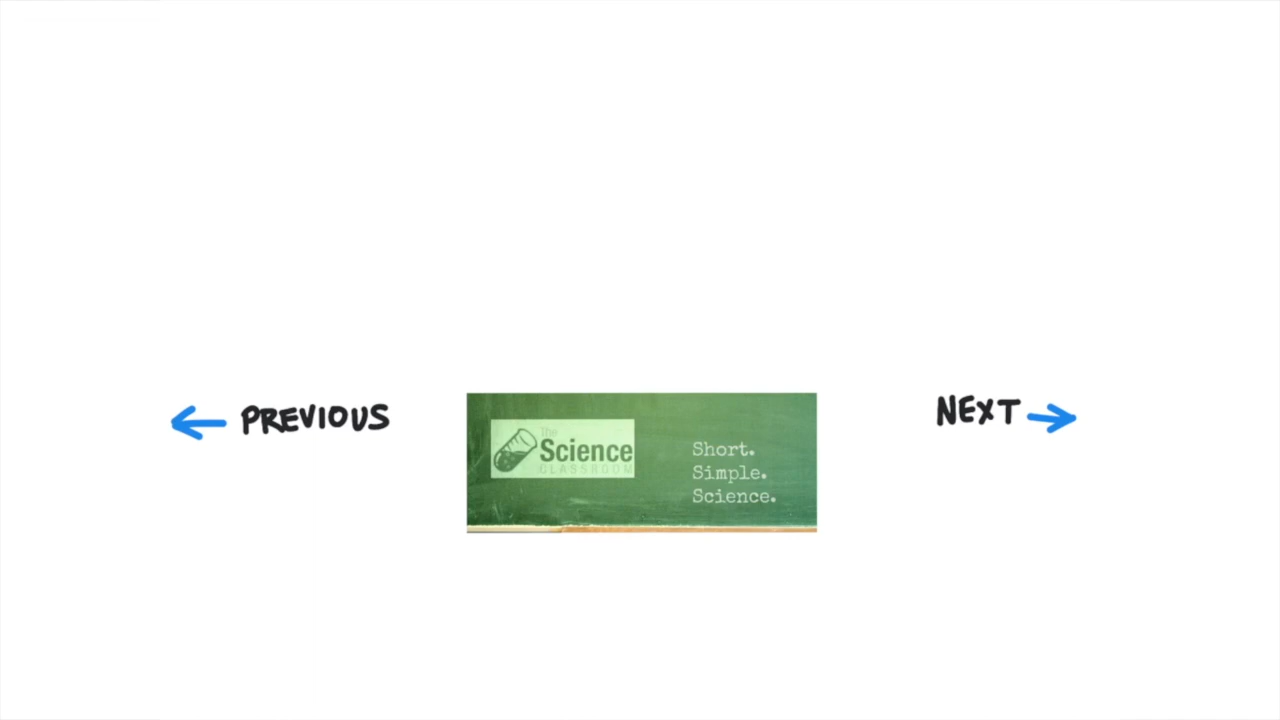 PREVIOUS
NEXT
The
Science
CLASSROOM
Short.
Simple.
Science.